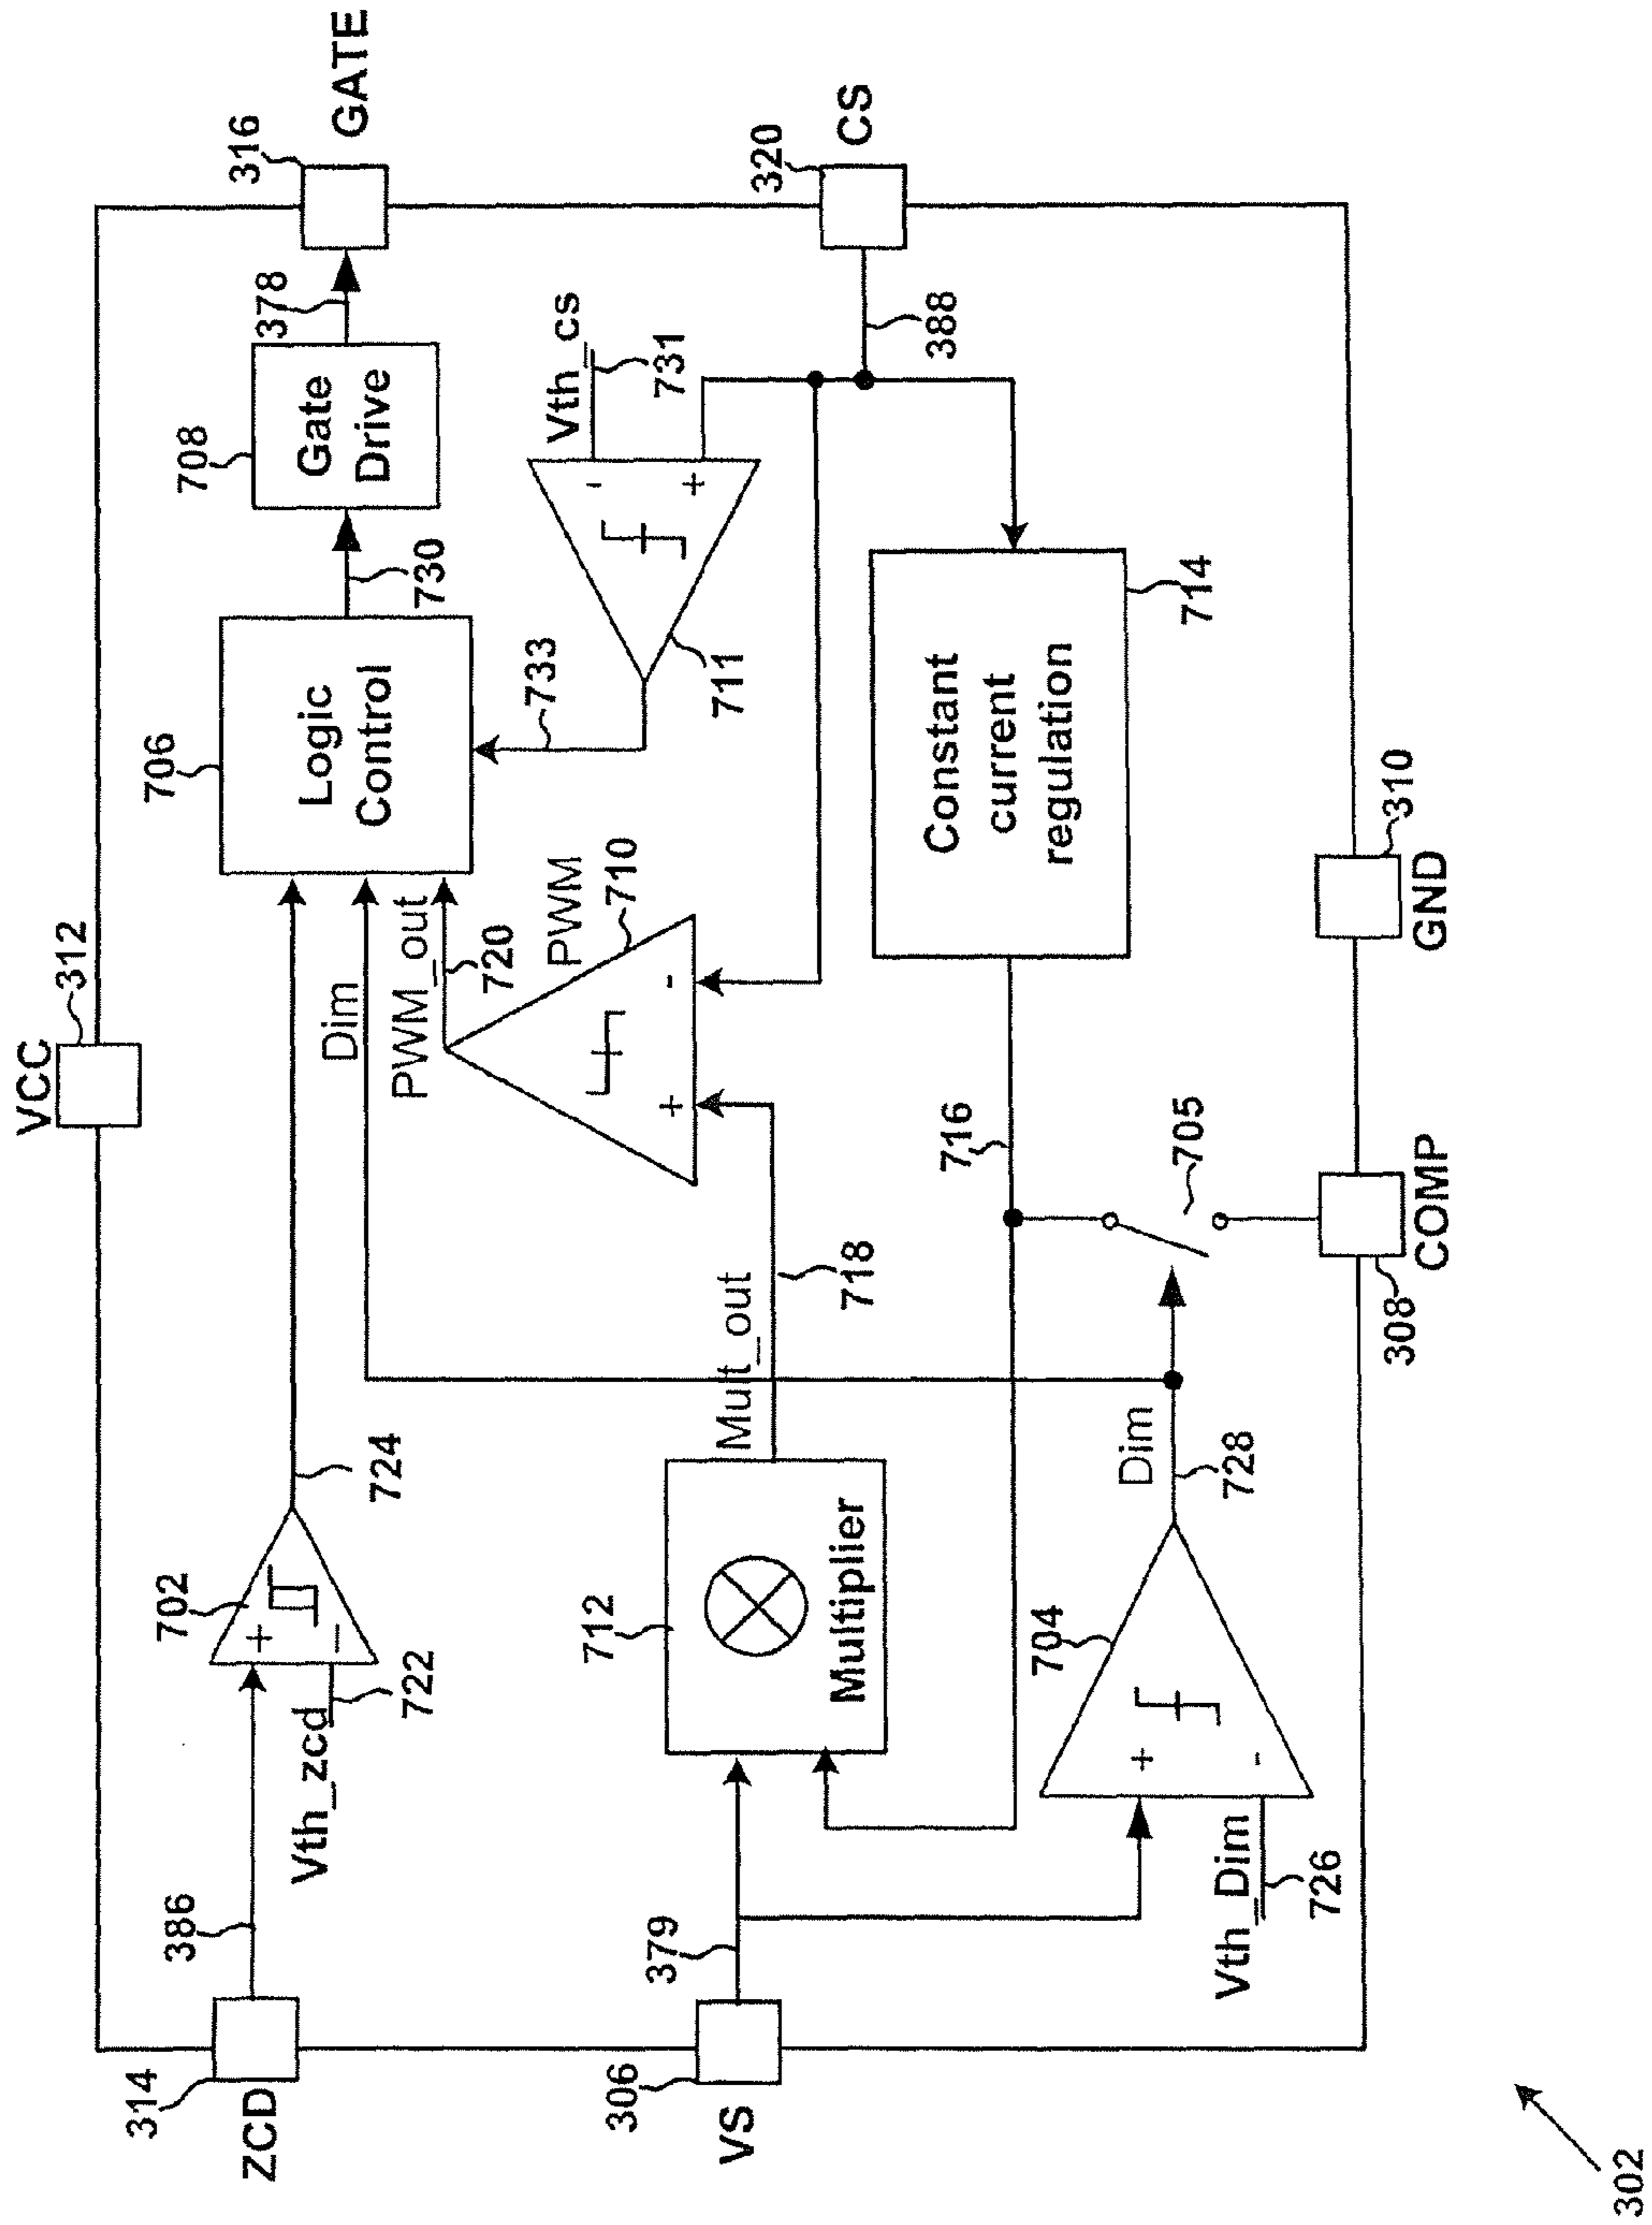 VCC
312
314
ZCD
386
Vth_zcd
722
702
+
-
724
706
Logic
Control
730
708
Gate
Drive
378
316
GATE
Dim
PWM_out
720
PWM
710
+
-
733
711
-
+
Vth_cs
731
320
CS
388
306
VS
379
712
Multiplier
Mult_out
718
716
Constant
current
regulation
714
704
+
-
Vth_Dim
726
Dim
728
705
308
COMP
310
GND
302